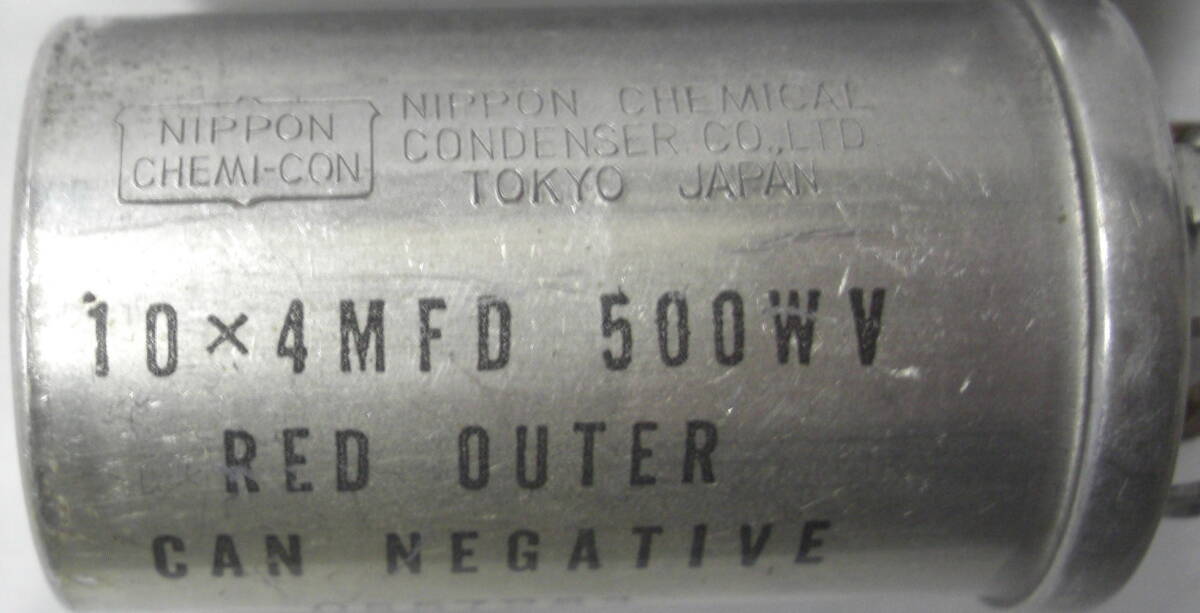 NIPPON
CHEMI-CON
NIPPON CHEMICAL
CONDENSER CO.,LTD.
TOKYO JAPAN
10×4MFD 500WV
RED OUTER
CAN NEGATIVE